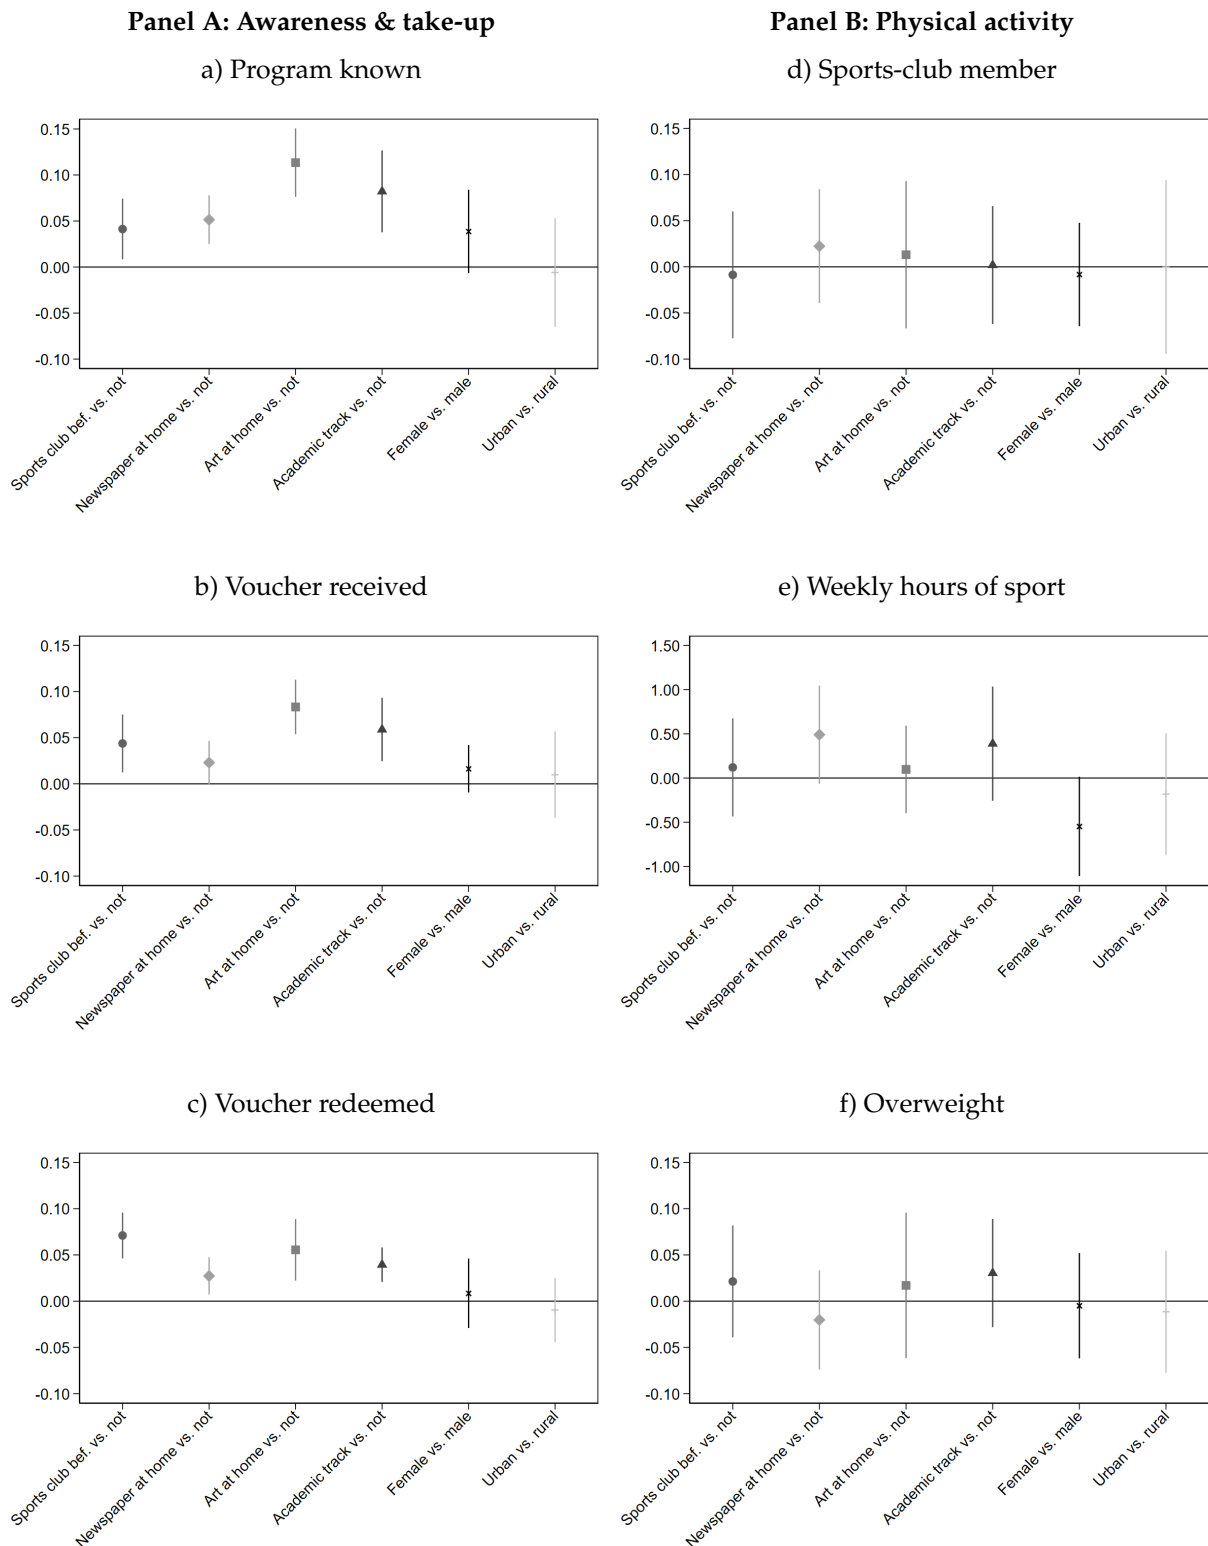 Panel A: Awareness & take-up
a) Program known
0.15
0.10
0.05
0.00
-0.05
-0.10
Sports club bef. vs. not
Newspaper at home vs. not
Art at home vs. not
Academic track vs. not
Female vs. male
Urban vs. rural
b) Voucher received
0.15
0.10
0.05
0.00
-0.05
-0.10
Sports club bef. vs. not
Newspaper at home vs. not
Art at home vs. not
Academic track vs. not
Female vs. male
Urban vs. rural
c) Voucher redeemed
0.15
0.10
0.05
0.00
-0.05
-0.10
Sports club bef. vs. not
Newspaper at home vs. not
Art at home vs. not
Academic track vs. not
Female vs. male
Urban vs. rural
Panel B: Physical activity
d) Sports-club member
0.15
0.10
0.05
0.00
-0.05
-0.10
Sports club bef. vs. not
Newspaper at home vs. not
Art at home vs. not
Academic track vs. not
Female vs. male
Urban vs. rural
e) Weekly hours of sport
1.50
1.00
0.50
0.00
-0.50
-1.00
Sports club bef. vs. not
Newspaper at home vs. not
Art at home vs. not
Academic track vs. not
Female vs. male
Urban vs. rural
f) Overweight
0.15
0.10
0.05
0.00
-0.05
-0.10
Sports club bef. vs. not
Newspaper at home vs. not
Art at home vs. not
Academic track vs. not
Female vs. male
Urban vs. rural